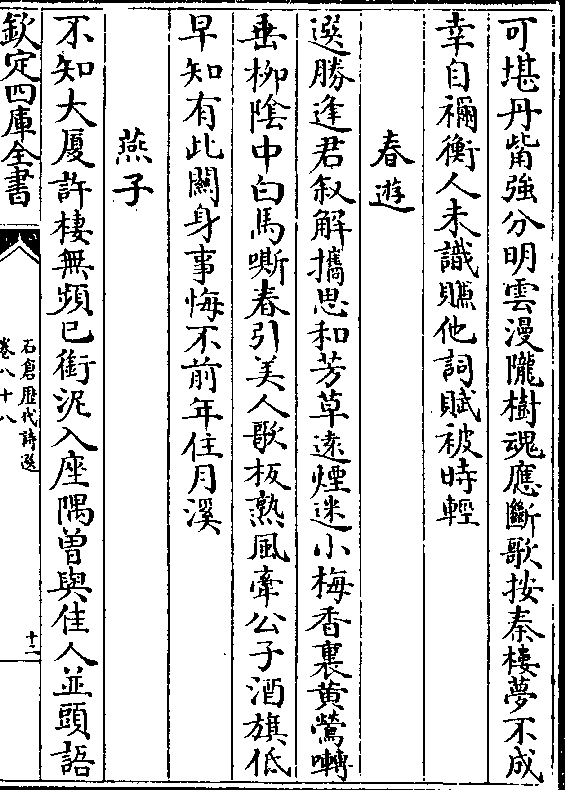 可堪丹觜強分明雲漫隴樹魂應斷歌按秦樓夢不成
幸自禰衡人未識賺他詞賦被時輕
春遊
選勝逢君叙解攜思和芳草遠煙迷小梅香裏黄鶯囀
垂柳陰中白馬嘶春引美人歌板熟風牽公子酒旗低
早知有此關身事悔不前年住月溪
燕子
不知大厦許棲無頻已銜泥入座隅曽與佳人並頭語
欽定四庫全書
石倉歷代詩選
卷八十八
十二